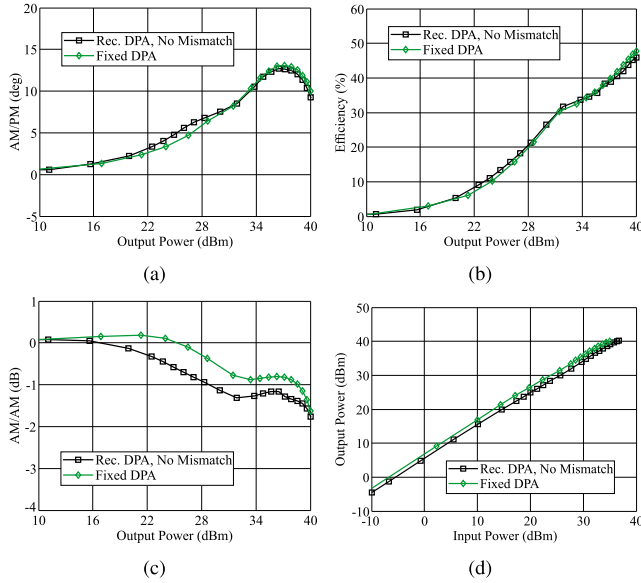 20
15
10
5
0
-5
AM/PM (deg)
Rec. DPA, No Mismatch
Fixed DPA
10 16 22 28 34 40
Output Power (dBm)
(a)
60
50
40
30
20
10
0
Efficiency (%)
Rec. DPA, No Mismatch
Fixed DPA
10 16 22 28 34 40
Output Power (dBm)
(b)
1
0
-1
-2
-3
-4
AM/AM (dB)
Rec. DPA, No Mismatch
Fixed DPA
10 16 22 28 34 40
Output Power (dBm)
(c)
50
40
30
20
10
0
-10
Output Power (dBm)
Rec. DPA, No Mismatch
Fixed DPA
-10 0 10 20 30 40
Input Power (dBm)
(d)